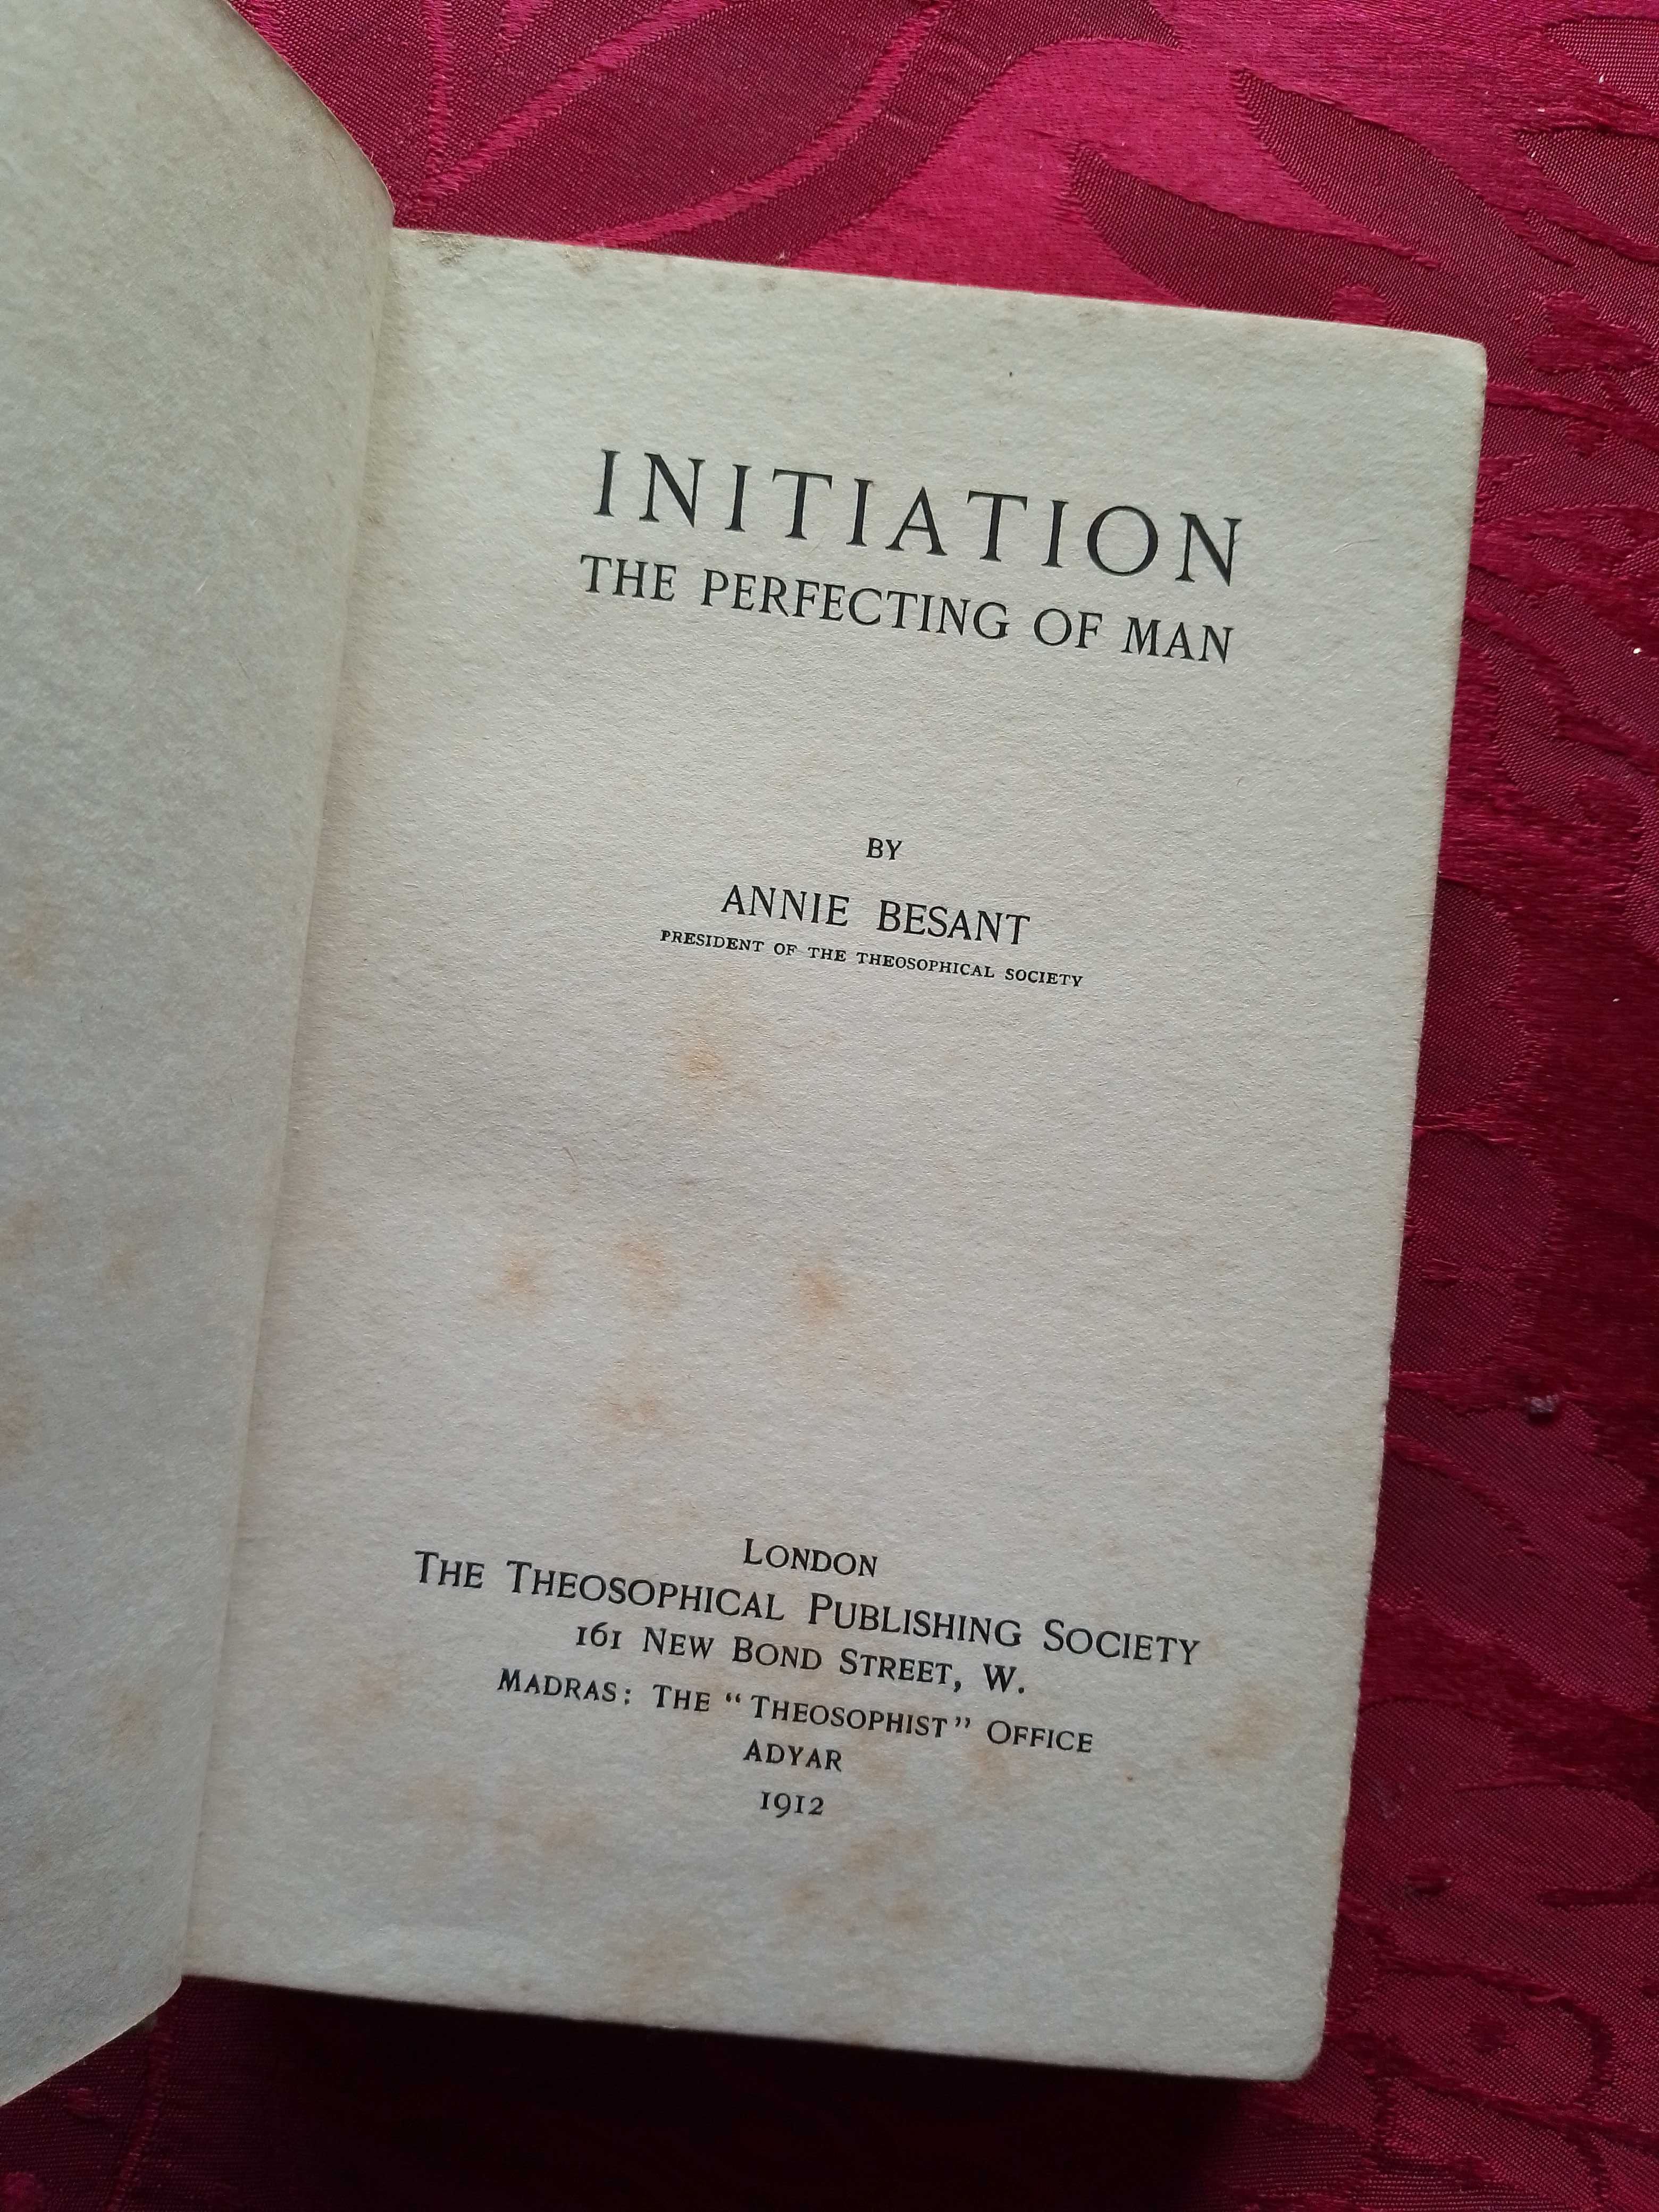 INITIATION
THE PERFECTING OF MAN
BY
ANNIE BESANT
PRESIDENT OF THE THEOSOPHICAL SOCIETY
LONDON
THE THEOSOPHICAL PUBLISHING SOCIETY
161 NEW BOND STREET, W.
MADRAS: THE "THEOSOPHIST" OFFICE
ADYAR
1912